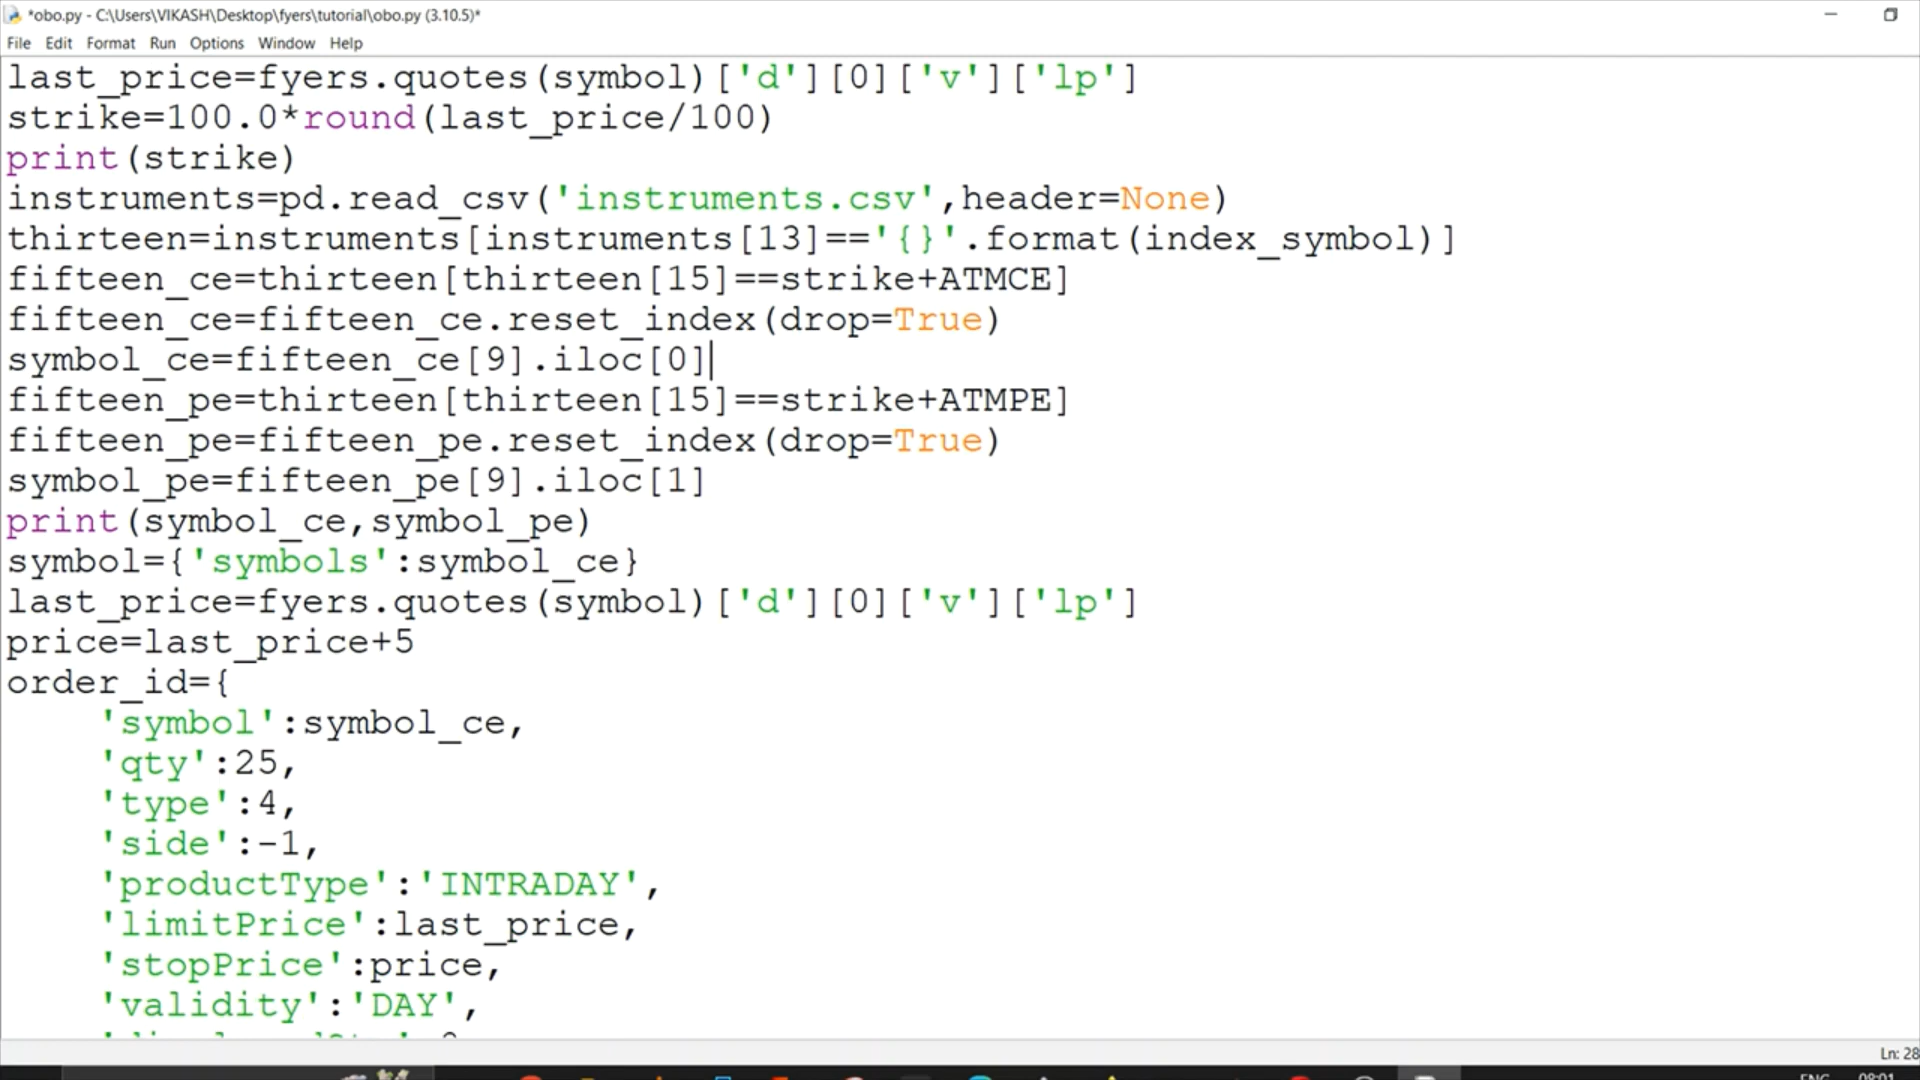 *obo.py - C:\Users\VIKASH\Desktop\fyers\tutorial\obo.py (3.10.5)*
File Edit Format Run Options Window Help
last_price=fyers.quotes(symbol)['d'][0]['v']['lp']
strike=100.0*round(last_price/100)
print(strike)
instruments=pd.read_csv('instruments.csv',header=None)
thirteen=instruments[instruments[13]=='{}'.format(index_symbol)]
fifteen_ce=thirteen[thirteen[15]==strike+ATMCE]
fifteen_ce=fifteen_ce.reset_index(drop=True)
symbol_ce=fifteen_ce[9].iloc[0]
fifteen_pe=thirteen[thirteen[15]==strike+ATMPE]
fifteen_pe=fifteen_pe.reset_index(drop=True)
symbol_pe=fifteen_pe[9].iloc[1]
print(symbol_ce,symbol_pe)
symbol={'symbols':symbol_ce}
last_price=fyers.quotes(symbol)['d'][0]['v']['lp']
price=last_price+5
order_id={
    'symbol':symbol_ce,
    'qty':25,
    'type':4,
    'side':-1,
    'productType':'INTRADAY',
    'limitPrice':last_price,
    'stopPrice':price,
    'validity':'DAY',
Ln: 28